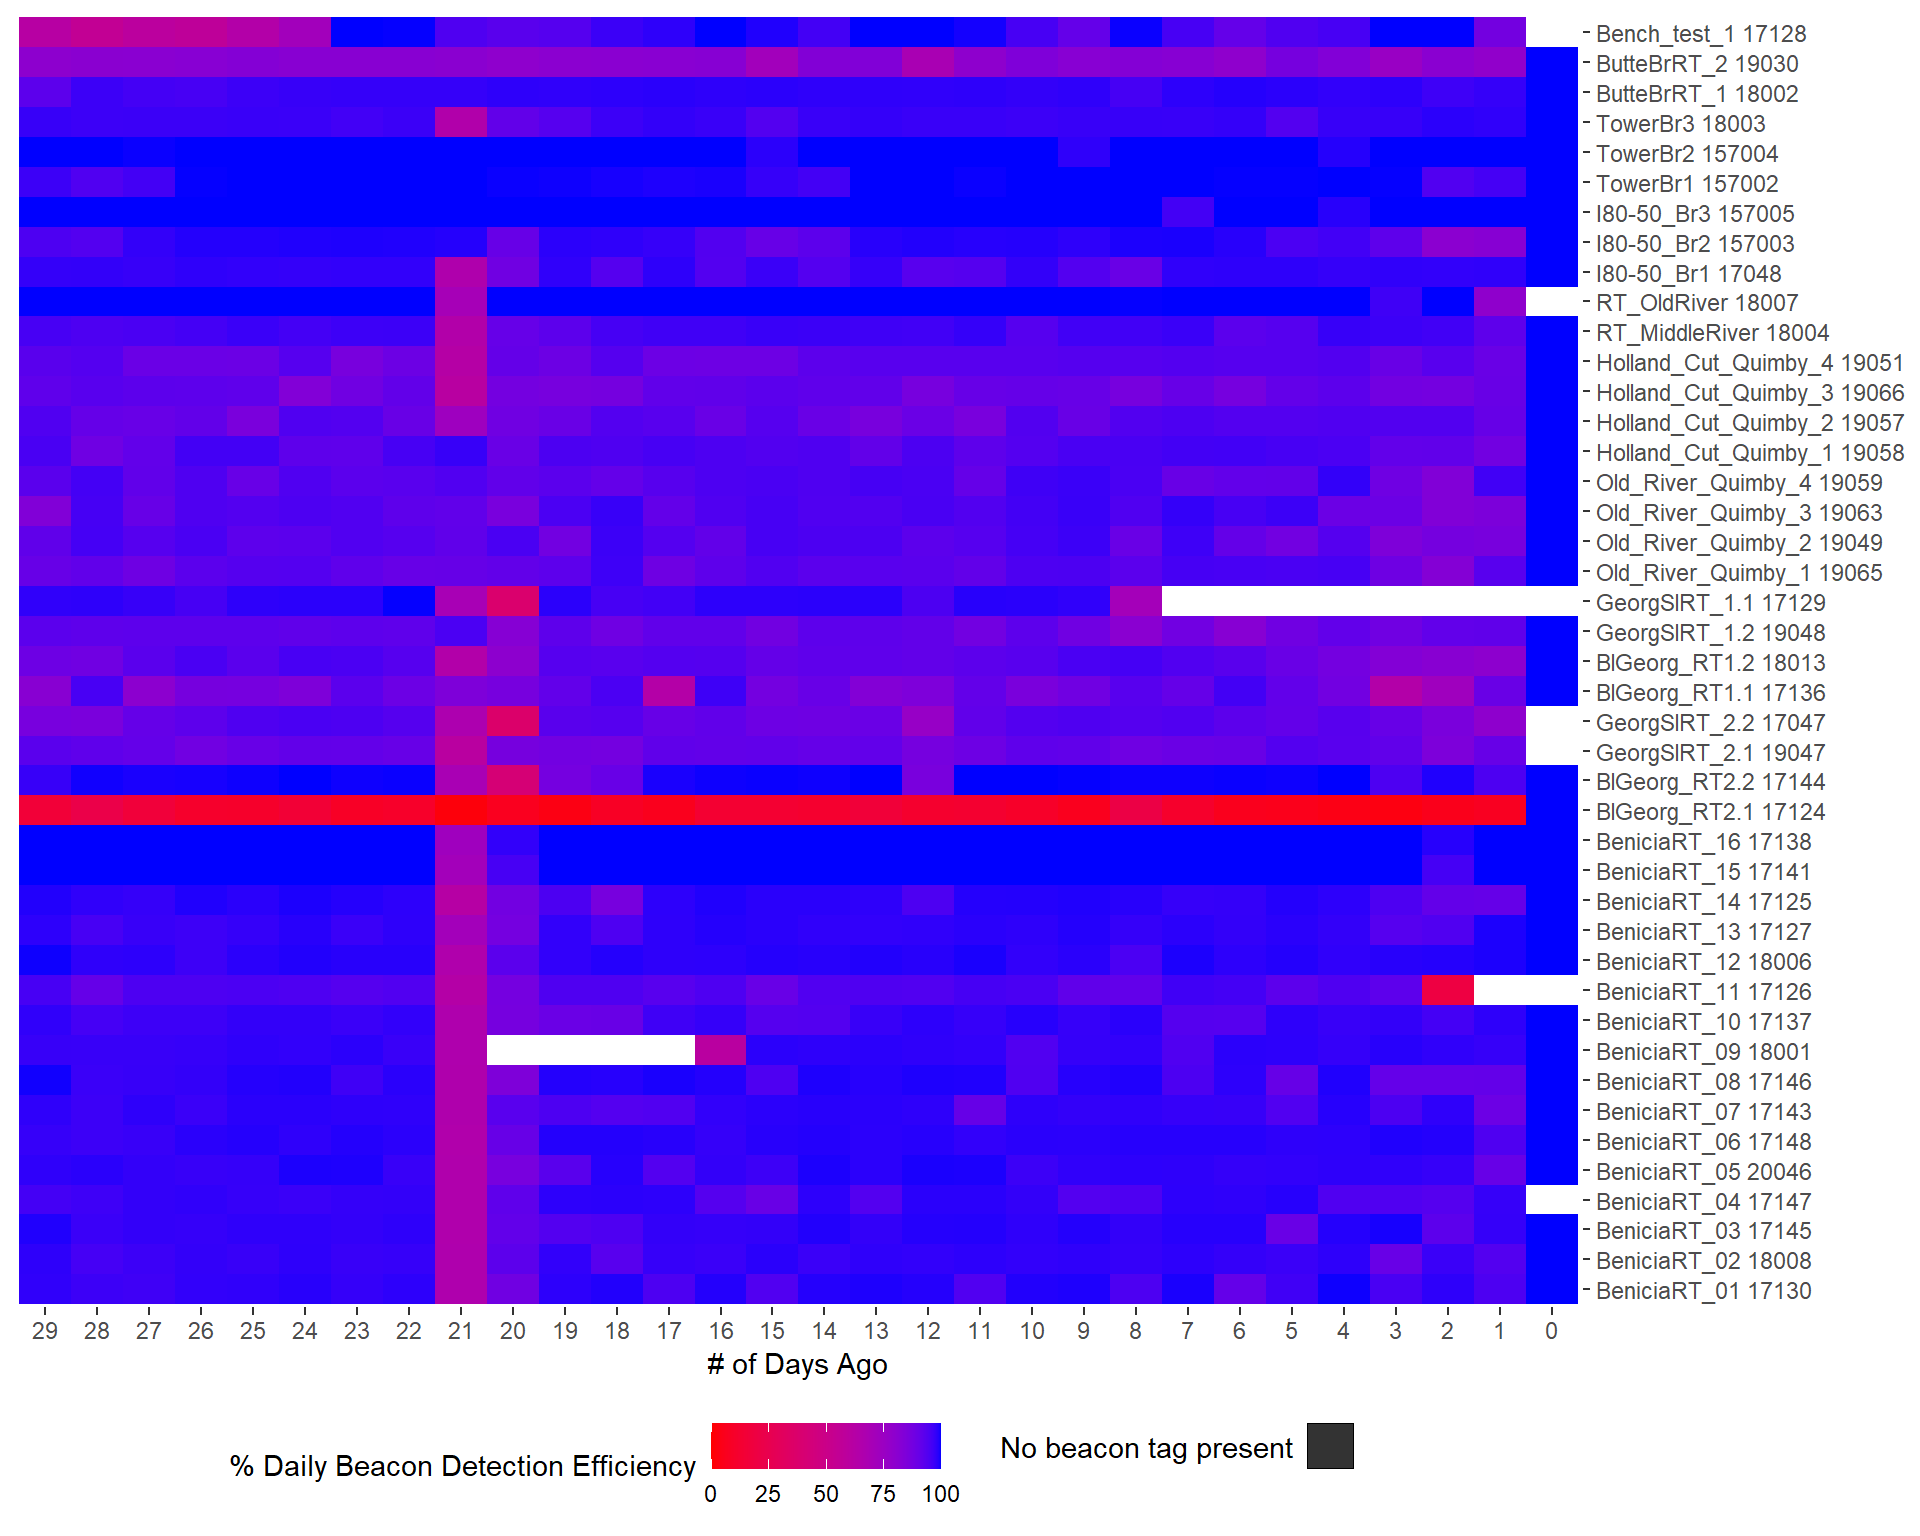 Bench_test_1 17128
ButteBrRT_2 19030
ButteBrRT_1 18002
TowerBr3 18003
TowerBr2 157004
TowerBr1 157002
I80-50_Br3 157005
I80-50_Br2 157003
I80-50_Br1 17048
RT_OldRiver 18007
RT_MiddleRiver 18004
Holland_Cut_Quimby_4 19051
Holland_Cut_Quimby_3 19066
Holland_Cut_Quimby_2 19057
Holland_Cut_Quimby_1 19058
Old_River_Quimby_4 19059
Old_River_Quimby_3 19063
Old_River_Quimby_2 19049
Old_River_Quimby_1 19065
GeorgSlRT_1.1 17129
GeorgSlRT_1.2 19048
BlGeorg_RT1.2 18013
BlGeorg_RT1.1 17136
GeorgSlRT_2.2 17047
GeorgSlRT_2.1 19047
BlGeorg_RT2.2 17144
BlGeorg_RT2.1 17124
BeniciaRT_16 17138
BeniciaRT_15 17141
BeniciaRT_14 17125
BeniciaRT_13 17127
BeniciaRT_12 18006
BeniciaRT_11 17126
BeniciaRT_10 17137
BeniciaRT_09 18001
BeniciaRT_08 17146
BeniciaRT_07 17143
BeniciaRT_06 17148
BeniciaRT_05 20046
BeniciaRT_04 17147
BeniciaRT_03 17145
BeniciaRT_02 18008
BeniciaRT_01 17130
29 28 27 26 25 24 23 22 21 20 19 18 17 16 15 14 13 12 11 10 9 8 7 6 5 4 3 2 1 0
# of Days Ago
% Daily Beacon Detection Efficiency
0 25 50 75 100
No beacon tag present